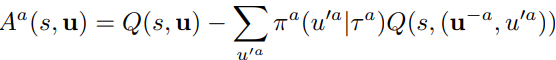 $A^a(s, \mathbf{u}) = Q(s, \mathbf{u}) - \sum_{u'^a} \pi^a(u'^a|\tau^a) Q(s, (\mathbf{u}^{-a}, u'^a))$